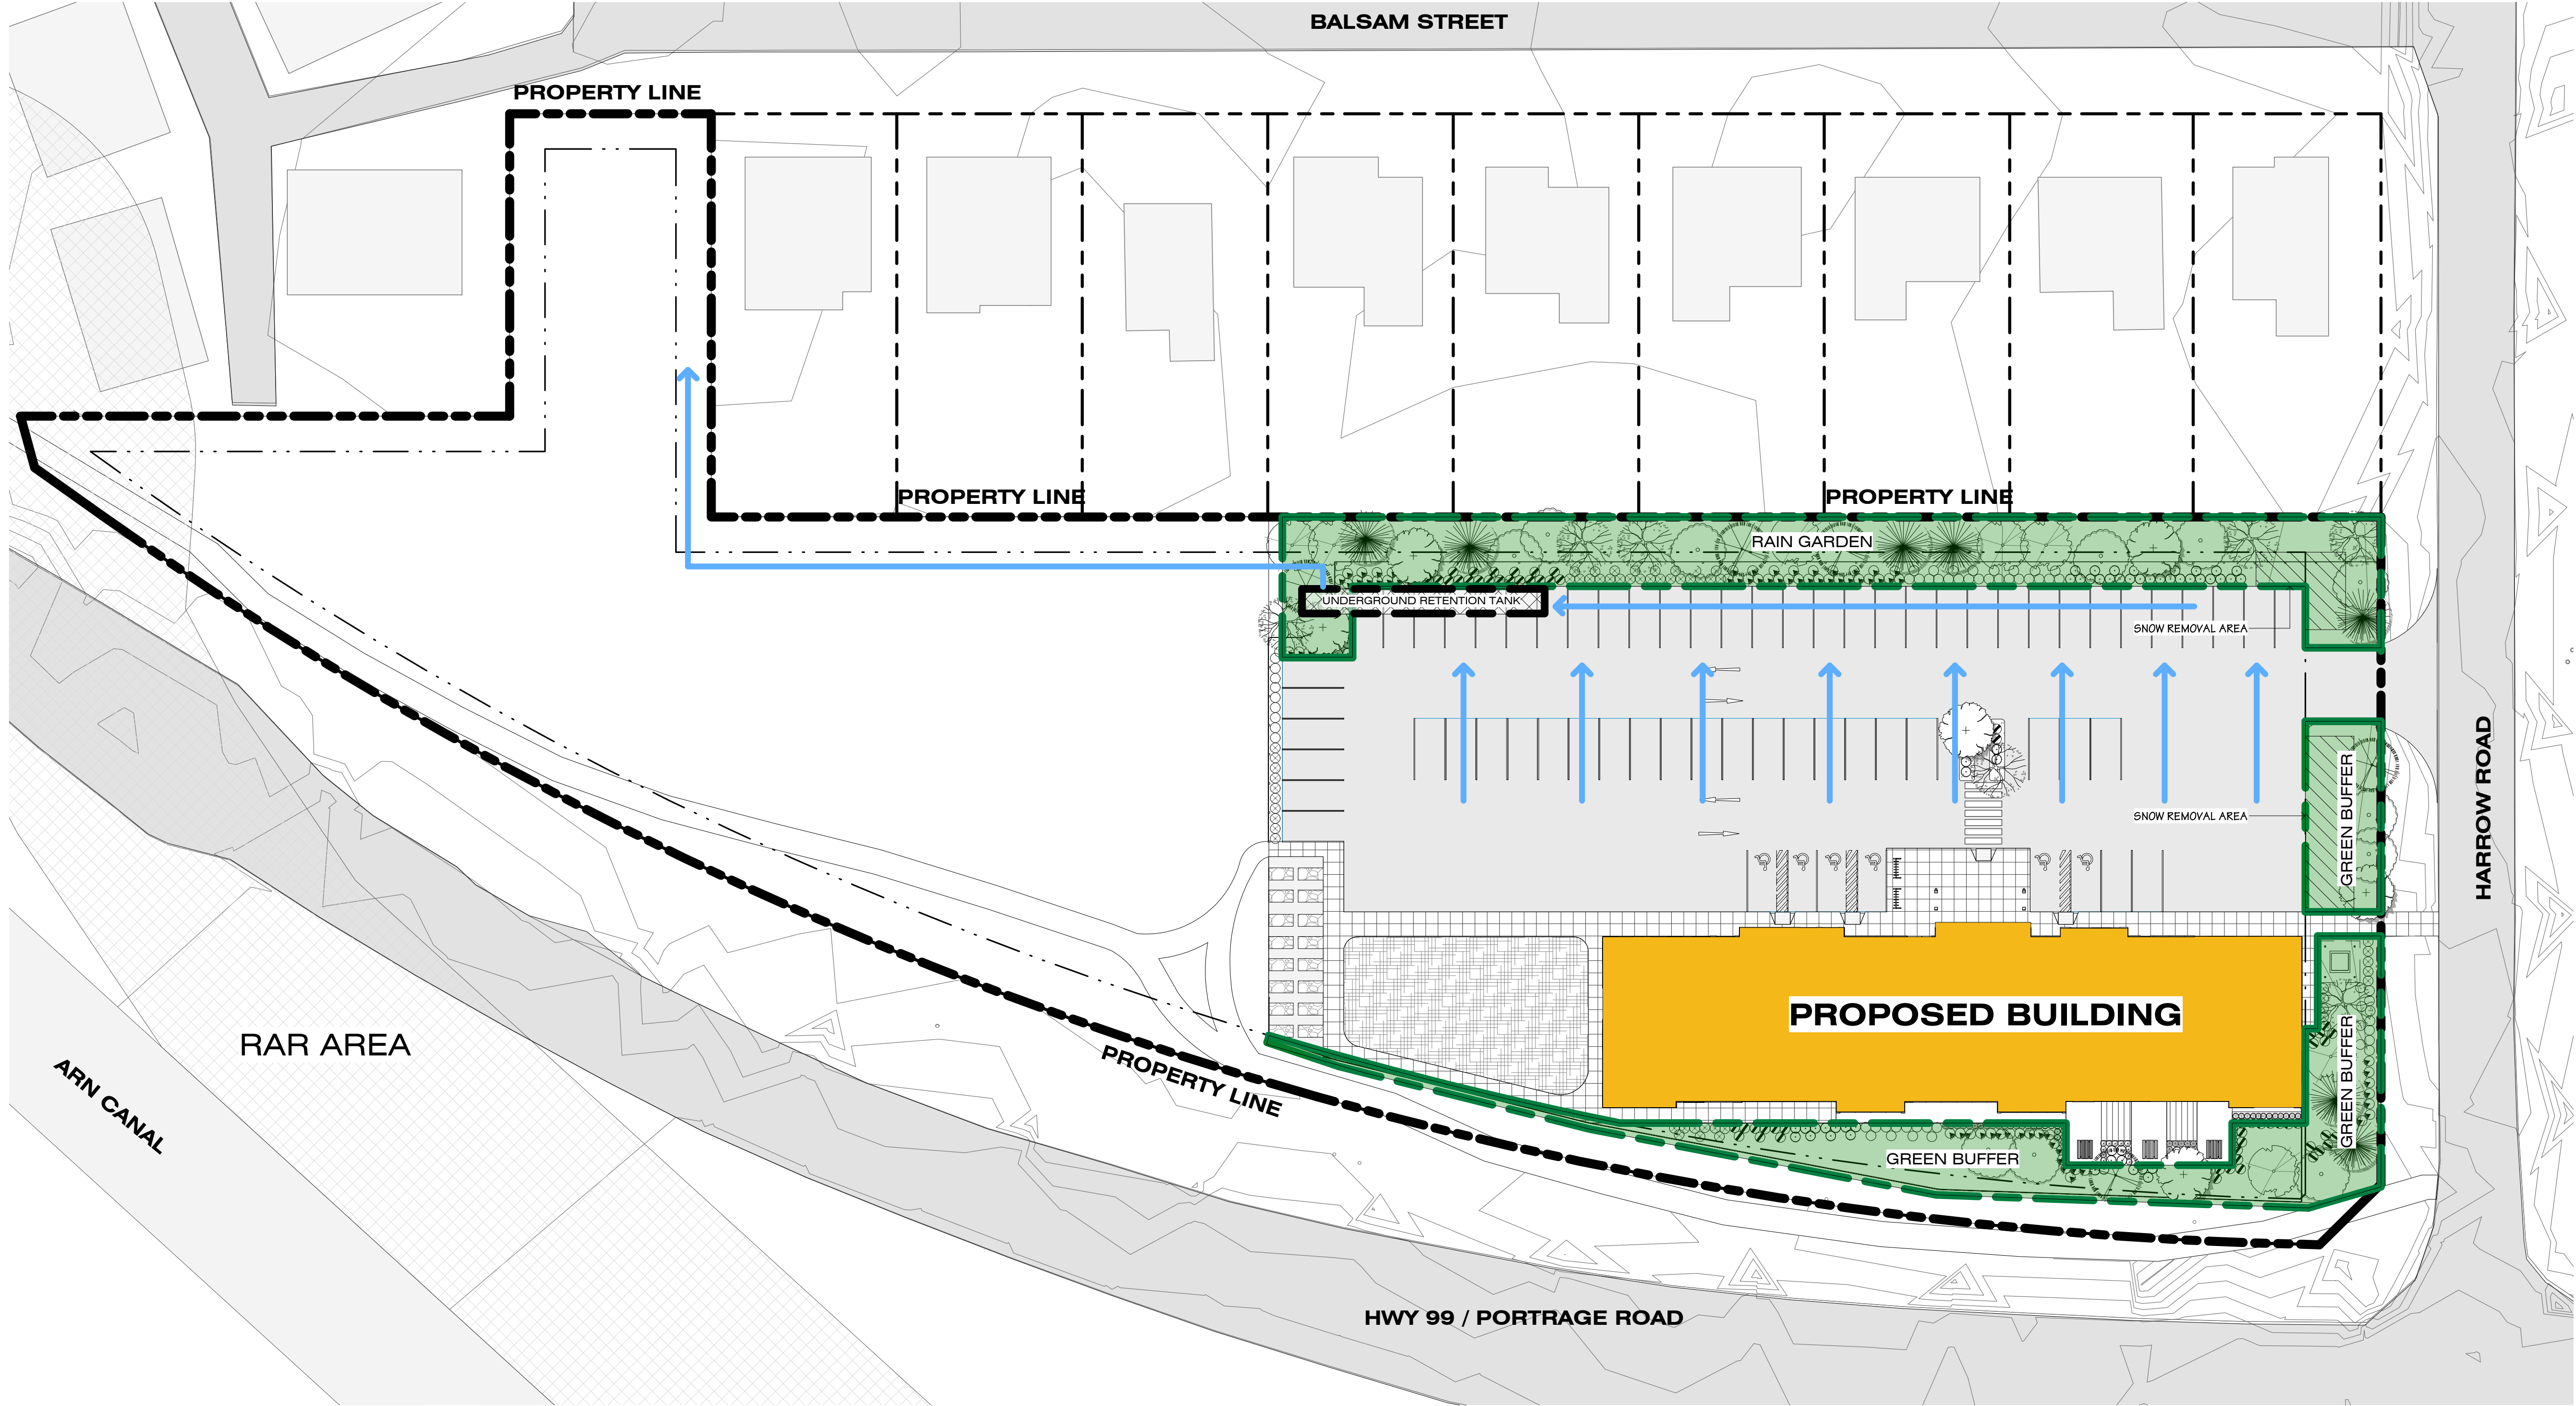 BALSAM STREET
PROPERTY LINE
PROPERTY LINE
PROPERTY LINE
RAIN GARDEN
UNDERGROUND RETENTION TANK
SNOW REMOVAL AREA
HARROW ROAD
GREEN BUFFER
SNOW REMOVAL AREA
PROPOSED BUILDING
RAR AREA
ARN CANAL
PROPERTY LINE
GREEN BUFFER
GREEN BUFFER
HWY 99 / PORTRAGE ROAD